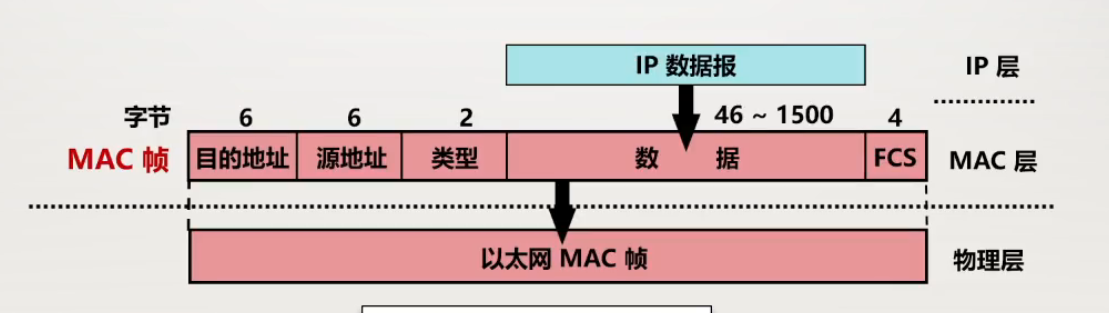 IP 数据报
IP 层
字节 6 6 2 46 ~ 1500 4
MAC 帧 目的地址 源地址 类型 数 据 FCS MAC 层
以太网 MAC 帧 物理层